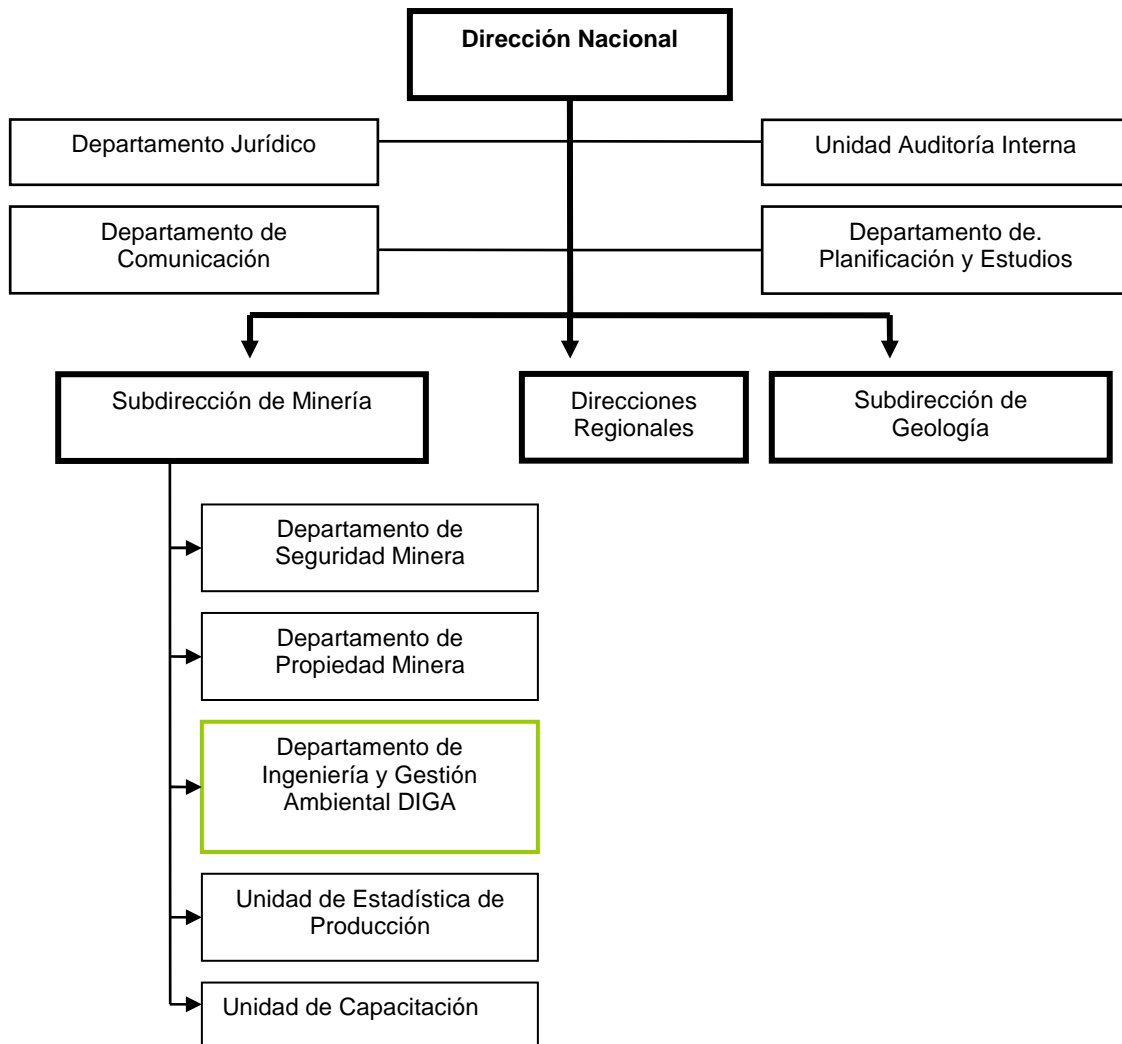 Dirección Nacional
Departamento Jurídico
Unidad Auditoría Interna
Departamento de
Comunicación
Departamento de.
Planificación y Estudios
Subdirección de Minería
Direcciones
Regionales
Subdirección de
Geología
Departamento de
Seguridad Minera
Departamento de
Propiedad Minera
Departamento de
Ingeniería y Gestión
Ambiental DIGA
Unidad de Estadística de
Producción
Unidad de Capacitación